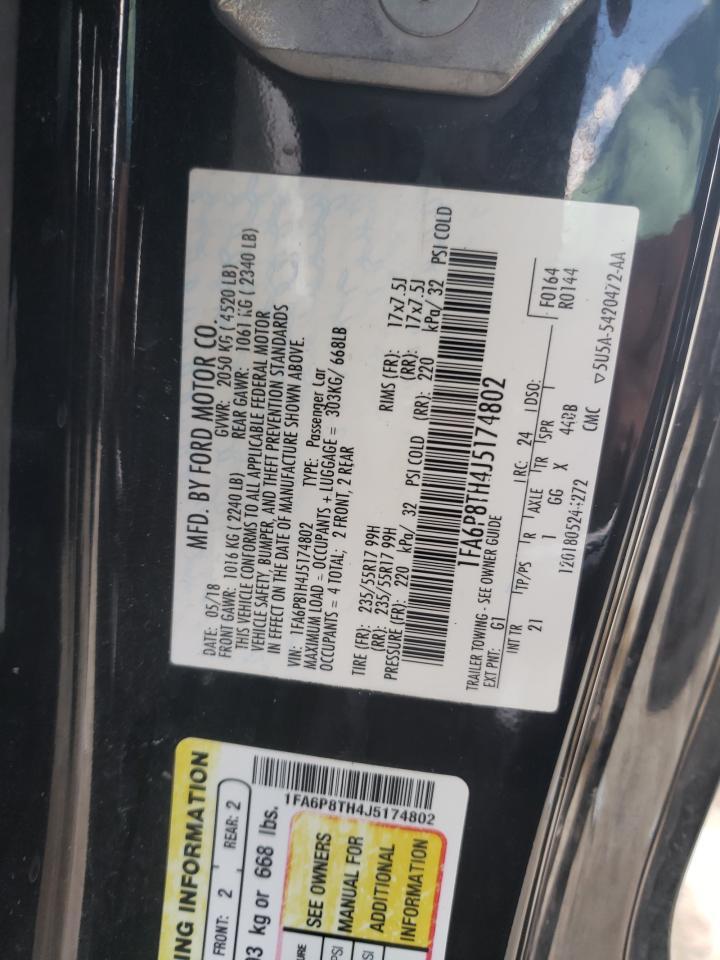 MFD. BY FORD MOTOR CO.
DATE: 05/18 GVWR: 2050 KG ( 4520 LB)
FRONT GAWR: 1016 KG ( 2240 LB) REAR GAWR: 1061 KG ( 2340 LB)
THIS VEHICLE CONFORMS TO ALL APPLICABLE FEDERAL MOTOR
VEHICLE SAFETY, BUMPER, AND THEFT PREVENTION STANDARDS
IN EFFECT ON THE DATE OF MANUFACTURE SHOWN ABOVE.
VIN: 1FA6P8TH4J5174802 TYPE: Passenger Car
MAXIMUM LOAD = OCCUPANTS + LUGGAGE = 303KG/ 668LB
OCCUPANTS = 4 TOTAL; 2 FRONT, 2 REAR
TIRE (FR): 235/55R17 99H RIMS (FR): 17x7.5J
(RR): 235/55R17 99H (RR): 17x7.5J
PRESSURE (FR): 220 kPa/ 32 PSI COLD (RR): 220 kPa/ 32 PSI COLD
1FA6P8TH4J5174802
TRAILER TOWING - SEE OWNER GUIDE
EXT PNT: G1 RC: 24 DSO: F0164
INT TR TP/PS R AXLE TR SPR R0144
21 1 GG X 44BB
CMC
5U5A-5420472-AA
1FA6P8TH4J5174802
ING INFORMATION
FRONT: 2 REAR: 2
03 kg or 668 lbs.
SEE OWNERS
MANUAL FOR
ADDITIONAL
INFORMATION
SURE
PSI
PSI